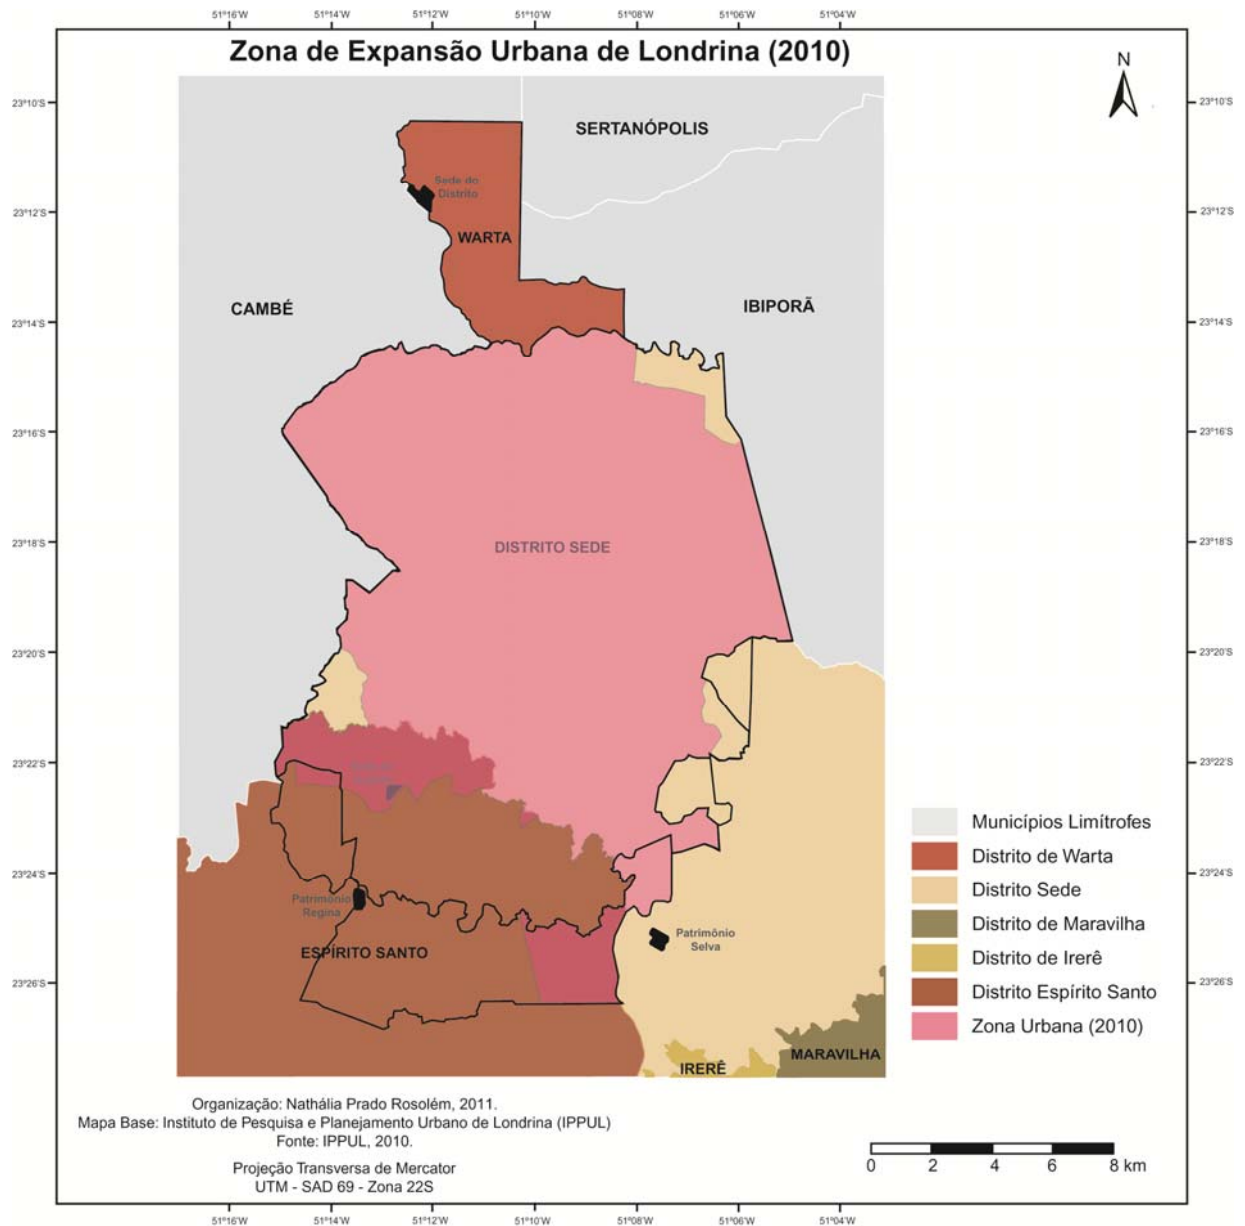 51°16'W 51°14'W 51°12'W 51°10'W 51°08'W 51°06'W 51°04'W
Zona de Expansão Urbana de Londrina (2010)
N
23°10'S 23°10'S
SERTANÓPOLIS
Sede do
Distrito
23°12'S 23°12'S
WARTA
CAMBÉ
IBIPORÃ
23°14'S 23°14'S
23°16'S 23°16'S
23°18'S 23°18'S
DISTRITO SEDE
23°20'S 23°20'S
23°22'S 23°22'S
Municípios Limítrofes
Distrito de Warta
23°24'S 23°24'S
Distrito Sede
Patrimônio
Regina
Distrito de Maravilha
Patrimônio
Selva
ESPÍRITO SANTO
Distrito de Irerê
23°26'S 23°26'S
Distrito Espírito Santo
Zona Urbana (2010)
MARAVILHA
IRERÊ
Organização: Nathália Prado Rosolém, 2011.
Mapa Base: Instituto de Pesquisa e Planejamento Urbano de Londrina (IPPUL)
Fonte: IPPUL, 2010.
Projeção Transversa de Mercator
UTM - SAD 69 - Zona 22S
0 2 4 6 8 km
51°16'W 51°14'W 51°12'W 51°10'W 51°08'W 51°06'W 51°04'W